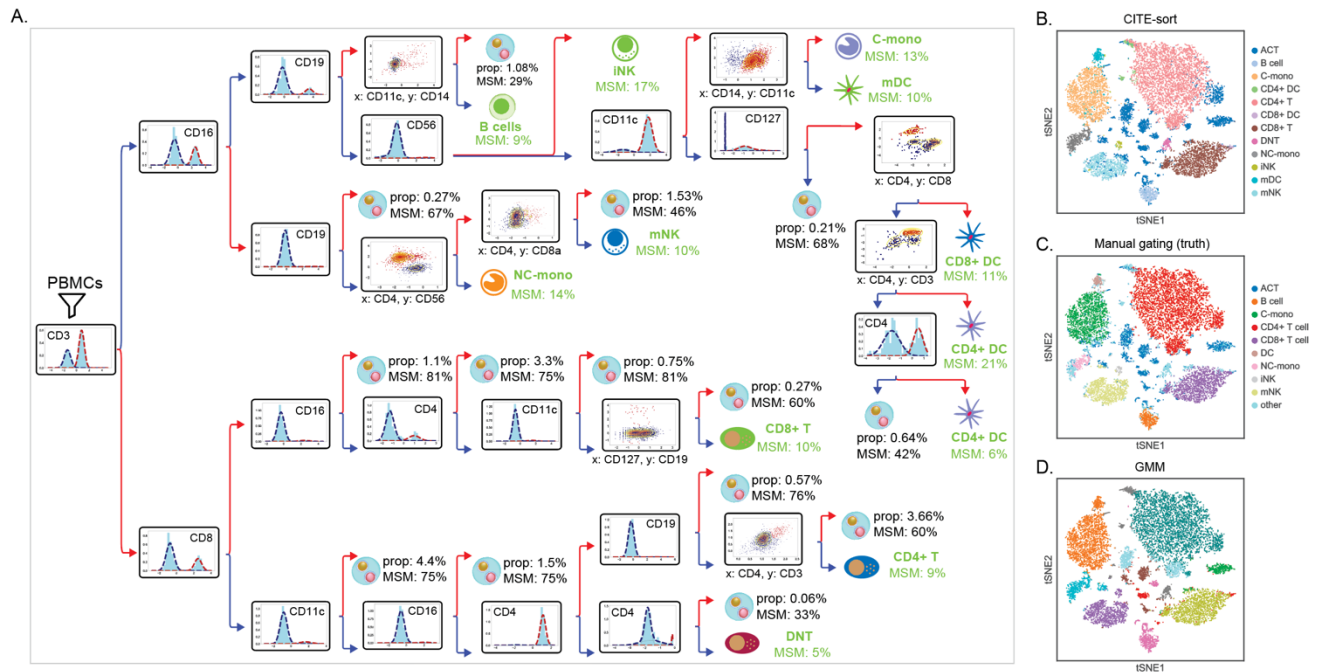 A.
PBMCs
CD3
CD16
CD19
x: CD11c, y: CD14
prop: 1.08%
MSM: 29%
B cells
MSM: 9%
CD56
iNK
MSM: 17%
CD11c
x: CD14, y: CD11c
C-mono
MSM: 13%
mDC
MSM: 10%
CD127
prop: 0.21%
MSM: 68%
x: CD4, y: CD8
CD8+ DC
MSM: 11%
x: CD4, y: CD3
CD4+ DC
MSM: 21%
CD4
prop: 0.64%
MSM: 42%
CD4+ DC
MSM: 6%
CD19
prop: 0.27%
MSM: 67%
x: CD4, y: CD56
x: CD4, y: CD8a
prop: 1.53%
MSM: 46%
mNK
MSM: 10%
NC-mono
MSM: 14%
CD8
CD16
prop: 1.1%
MSM: 81%
CD4
prop: 3.3%
MSM: 75%
CD11c
prop: 0.75%
MSM: 81%
x: CD127, y: CD19
prop: 0.27%
MSM: 60%
CD8+ T
MSM: 10%
CD11c
prop: 4.4%
MSM: 75%
CD16
prop: 1.5%
MSM: 75%
CD4
CD19
prop: 0.57%
MSM: 76%
x: CD4, y: CD3
prop: 3.66%
MSM: 60%
CD4+ T
MSM: 9%
CD4
prop: 0.06%
MSM: 33%
DNT
MSM: 5%
B.
CITE-sort
tSNE2
tSNE1
ACT
B cell
C-mono
CD4+ DC
CD4+ T
CD8+ DC
CD8+ T
DNT
NC-mono
iNK
mDC
mNK
C.
Manual gating (truth)
tSNE2
tSNE1
ACT
B cell
C-mono
CD4+ T cell
CD8+ T cell
DC
NC-mono
iNK
mNK
other
D.
GMM
tSNE2
tSNE1